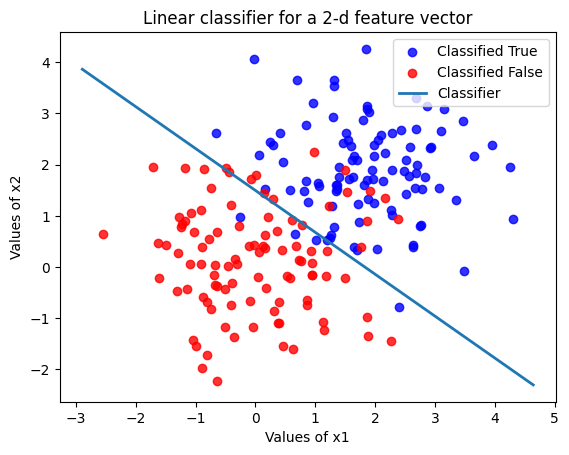 Linear classifier for a 2-d feature vector
Classified True
Classified False
Classifier
Values of x2
4
3
2
1
0
−1
−2
−3 −2 −1 0 1 2 3 4 5
Values of x1